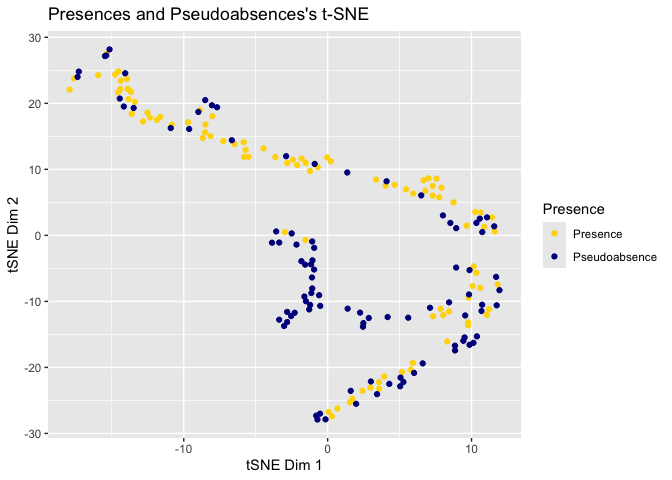 Presences and Pseudoabsences's t-SNE
30
20
10
0
-10
-20
-30
tSNE Dim 2
-10
0
10
tSNE Dim 1
Presence
Presence
Pseudoabsence